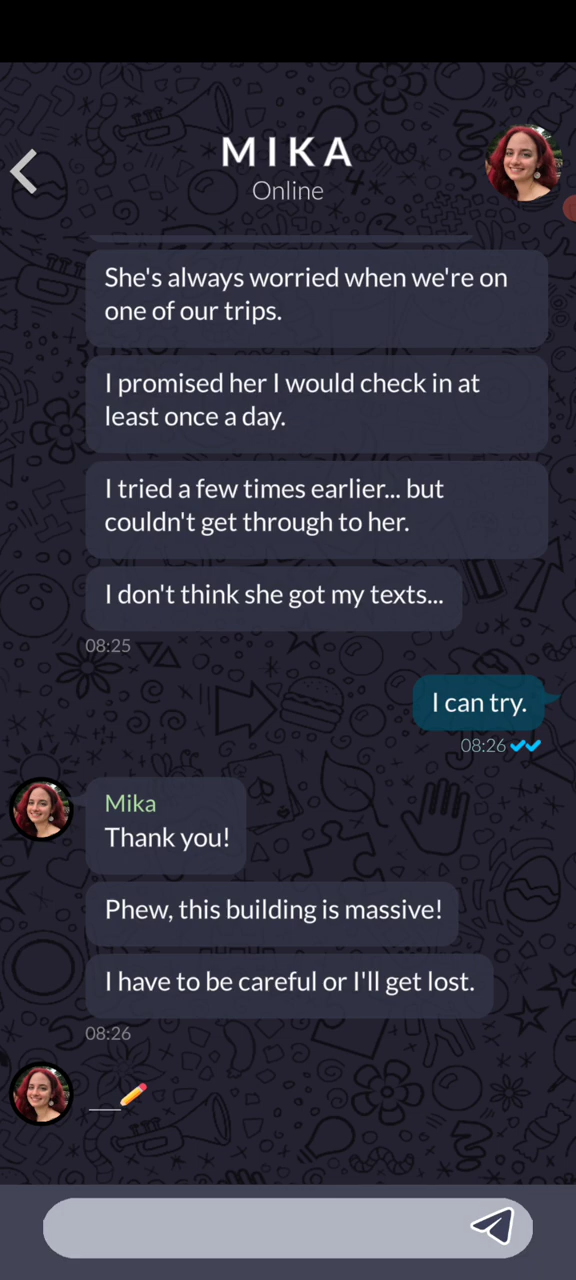 MIKA
Online
She's always worried when we're on
one of our trips.
I promised her I would check in at
least once a day.
I tried a few times earlier... but
couldn't get through to her.
I don't think she got my texts...
08:25
I can try.
08:26
Mika
Thank you!
Phew, this building is massive!
I have to be careful or I'll get lost.
08:26